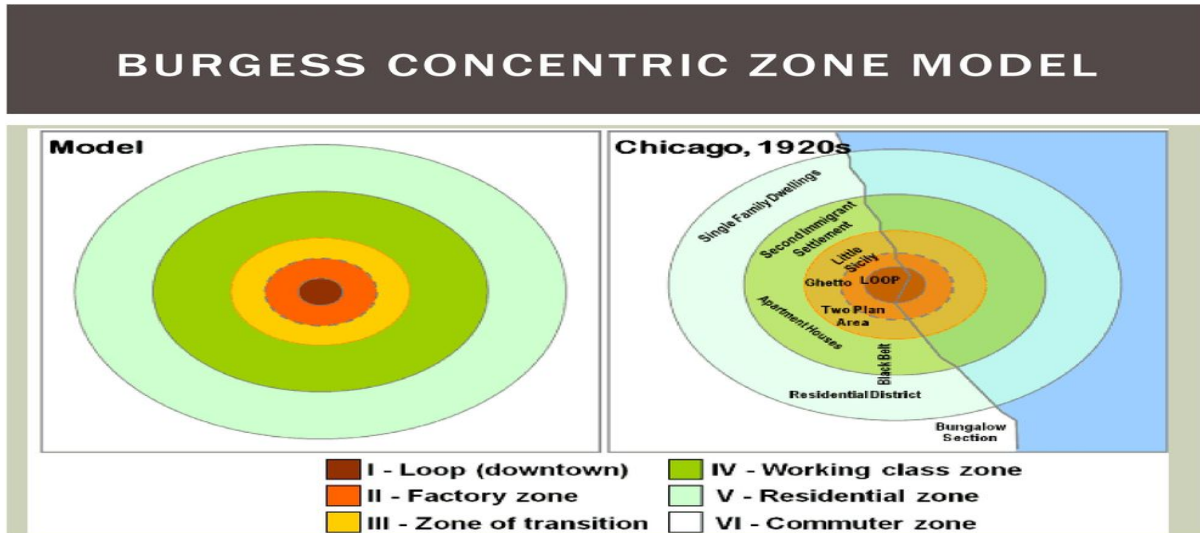 BURGESS CONCENTRIC ZONE MODEL
Model
Chicago, 1920s
Single Family Dwellings
Second Immigrant
Settlement
Little
Sicily
Ghetto
LOOP
Two Plan
Area
Apartment Houses
Black Belt
Residential District
Bungalow
Section
I - Loop (downtown)
II - Factory zone
III - Zone of transition
IV - Working class zone
V - Residential zone
VI - Commuter zone